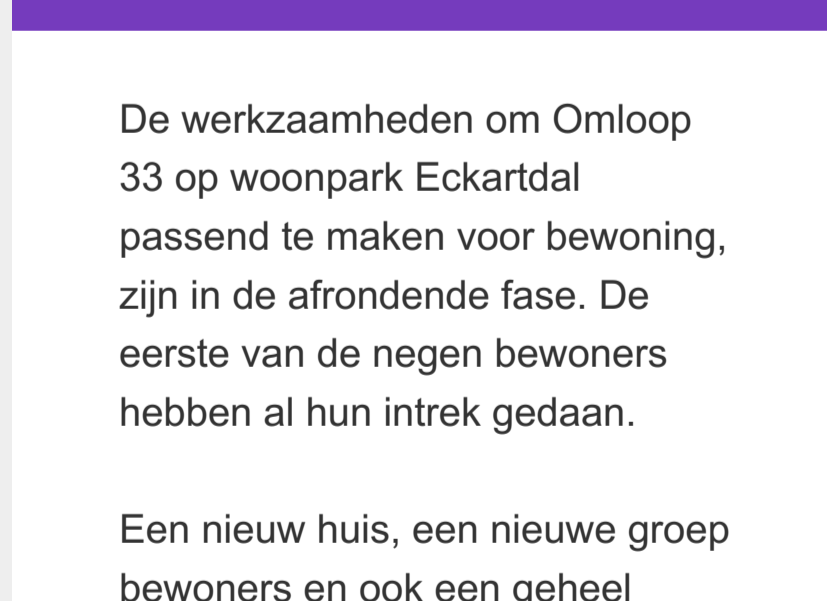 De werkzaamheden om Omloop
33 op woonpark Eckartdal
passend te maken voor bewoning,
zijn in de afrondende fase. De
eerste van de negen bewoners
hebben al hun intrek gedaan.
Een nieuw huis, een nieuwe groep
bewoners en ook een geheel